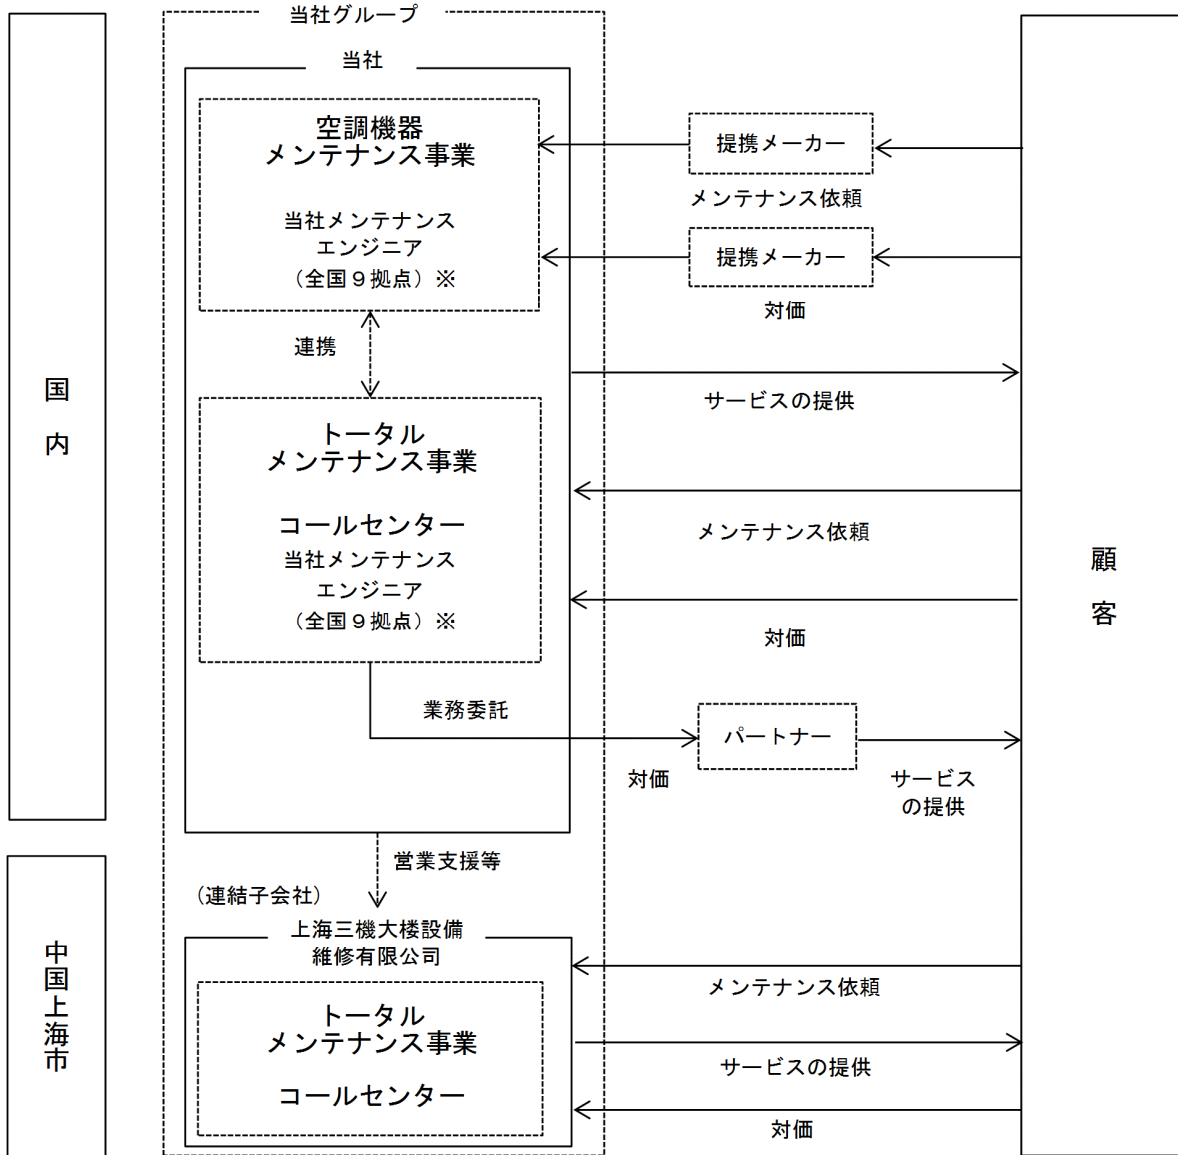 当社グループ
当社
空調機器
メンテナンス事業
当社メンテナンス
エンジニア
（全国９拠点）※
連携
トータル
メンテナンス事業
コールセンター
当社メンテナンス
エンジニア
（全国９拠点）※
国
内
提携メーカー
メンテナンス依頼
提携メーカー
対価
サービスの提供
メンテナンス依頼
対価
業務委託
パートナー
対価
サービス
の提供
顧
客
営業支援等
（連結子会社）
上海三機大楼設備
維修有限公司
トータル
メンテナンス事業
コールセンター
中
国
上
海
市
メンテナンス依頼
サービスの提供
対価